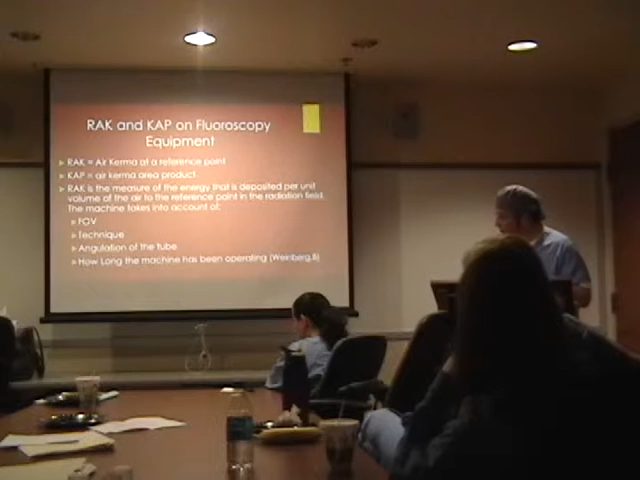 RAK and KAP on Fluoroscopy
Equipment
RAK = Air Kerma at a reference point
KAP = air kerma area product
RAK is the measure of the energy that is deposited per unit
volume of the air to the reference point in the radiation field.
The machine takes into account of:
FOV
Technique
Angulation of the tube
How Long the machine has been operating (Weinberg,8)